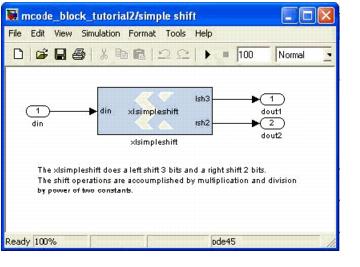 mcode_block_tutorial2/simple shift
File Edit View Simulation Format Tools Help
100 Normal
1
din
din xlsimpleshift
lsh3
rsh2
xlsimpleshift
1
dout1
2
dout2
The xlsimpleshift does a left shift 3 bits and a right shift 2 bits.
The shift operations are accoumplished by multiplication and division
by power of two constants.
Ready 100% ode45